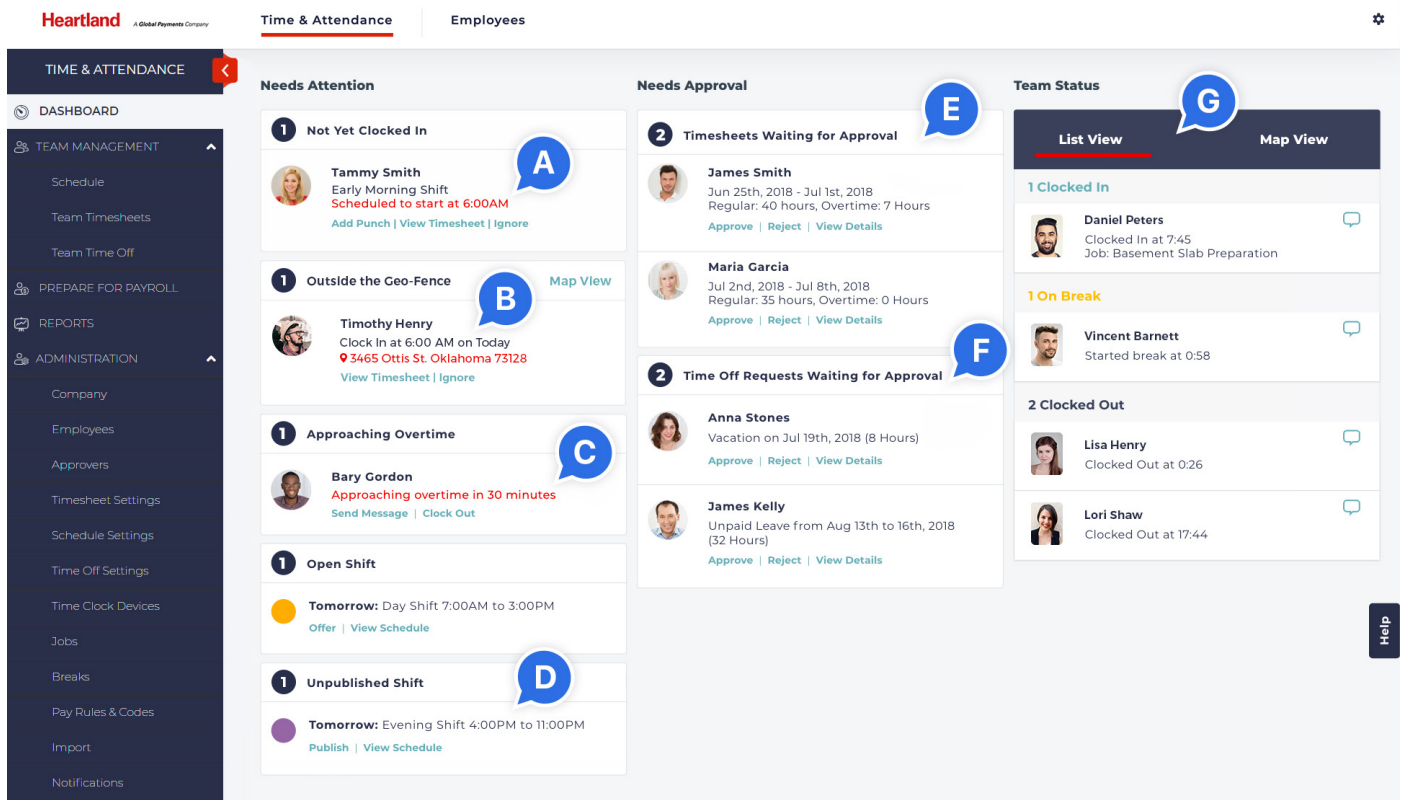 Heartland
A Global Payments Company
Time & Attendance
Employees
TIME & ATTENDANCE
DASHBOARD
TEAM MANAGEMENT
Schedule
Team Timesheets
Team Time Off
PREPARE FOR PAYROLL
REPORTS
ADMINISTRATION
Company
Employees
Approvers
Timesheet Settings
Schedule Settings
Time Off Settings
Time Clock Devices
Jobs
Breaks
Pay Rules & Codes
Import
Notifications
Needs Attention
1 Not Yet Clocked In
A
Tammy Smith
Early Morning Shift
Scheduled to start at 6:00AM
Add Punch | View Timesheet | Ignore
1 Outside the Geo-Fence Map View
B
Timothy Henry
Clock In at 6:00 AM on Today
3465 Ottis St. Oklahoma 73128
View Timesheet | Ignore
1 Approaching Overtime
C
Bary Gordon
Approaching overtime in 30 minutes
Send Message | Clock Out
1 Open Shift
Tomorrow: Day Shift 7:00AM to 3:00PM
Offer | View Schedule
1 Unpublished Shift
D
Tomorrow: Evening Shift 4:00PM to 11:00PM
Publish | View Schedule
Needs Approval
E
2 Timesheets Waiting for Approval
James Smith
Jun 25th, 2018 - Jul 1st, 2018
Regular: 40 hours, Overtime: 7 Hours
Approve | Reject | View Details
Maria Garcia
Jul 2nd, 2018 - Jul 8th, 2018
Regular: 35 hours, Overtime: 0 Hours
Approve | Reject | View Details
F
2 Time Off Requests Waiting for Approval
Anna Stones
Vacation on Jul 19th, 2018 (8 Hours)
Approve | Reject | View Details
James Kelly
Unpaid Leave from Aug 13th to 16th, 2018
(32 Hours)
Approve | Reject | View Details
Team Status
G
List View Map View
1 Clocked In
Daniel Peters
Clocked In at 7:45
Job: Basement Slab Preparation
1 On Break
Vincent Barnett
Started break at 0:58
2 Clocked Out
Lisa Henry
Clocked Out at 0:26
Lori Shaw
Clocked Out at 17:44
Help